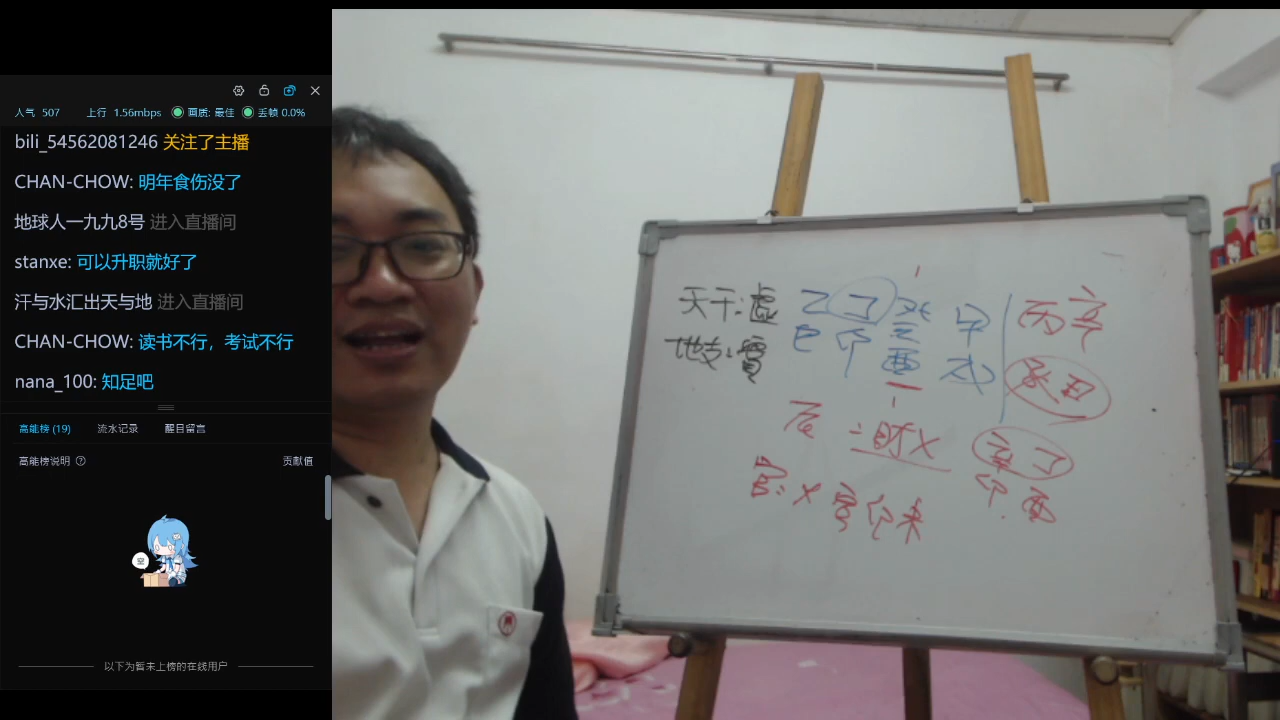 人气 507 上行 1.56mbps 画质: 最佳 丢帧 0.0%
bili_54562081246 关注了主播
CHAN-CHOW: 明年食伤没了
地球人一九九8号 进入直播间
stanxe: 可以升职就好了
汗与水汇出天与地 进入直播间
CHAN-CHOW: 读书不行，考试不行
nana_100: 知足吧
高能榜 (19) 流水记录 醒目留言
高能榜说明 ? 贡献值
空
以下为暂未上榜的在线用户
天干:虚 乙 丁 癸 甲 丙 辛
地支:實 巳 卯 酉 戌 亥 丑
財 X 辛 丁
X 官 来 卯 酉